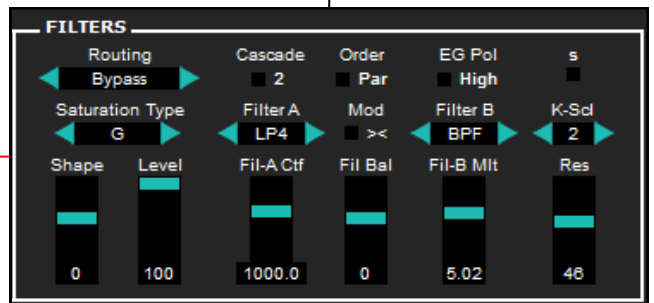 FILTERS
Routing Cascade Order EG Pol s
Bypass 2 Par High
Saturation Type Filter A Mod Filter B K-Scl
G LP4 >< BPF 2
Shape Level Fil-A Ctf Fil Bal Fil-B Mlt Res
0 100 1000.0 0 5.02 46